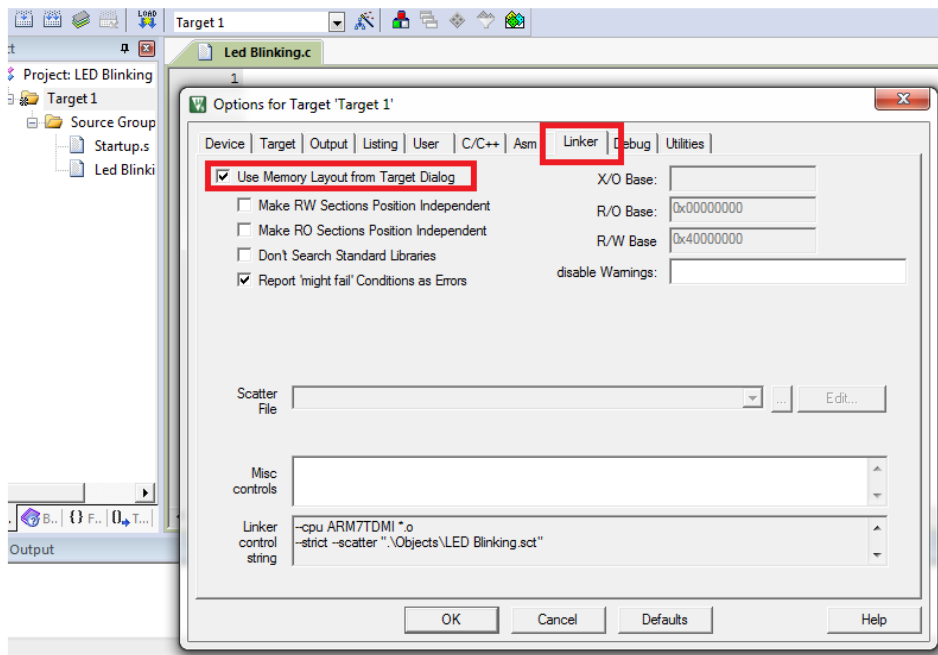 LOAD
Target 1
ct
Led Blinking.c
Project: LED Blinking
Target 1
Source Group
Startup.s
Led Blinki
1
Options for Target 'Target 1'
Device Target Output Listing User C/C++ Asm Linker Debug Utilities
Use Memory Layout from Target Dialog
Make RW Sections Position Independent
Make RO Sections Position Independent
Don't Search Standard Libraries
Report 'might fail' Conditions as Errors
X/O Base:
R/O Base: 0x00000000
R/W Base 0x40000000
disable Warnings:
Scatter
File
... Edit...
Misc
controls
Linker
control
string
--cpu ARM7TDMI *.o
--strict --scatter ".\Objects\LED Blinking.sct"
OK Cancel Defaults Help
B... {} F... 0 T...
Output